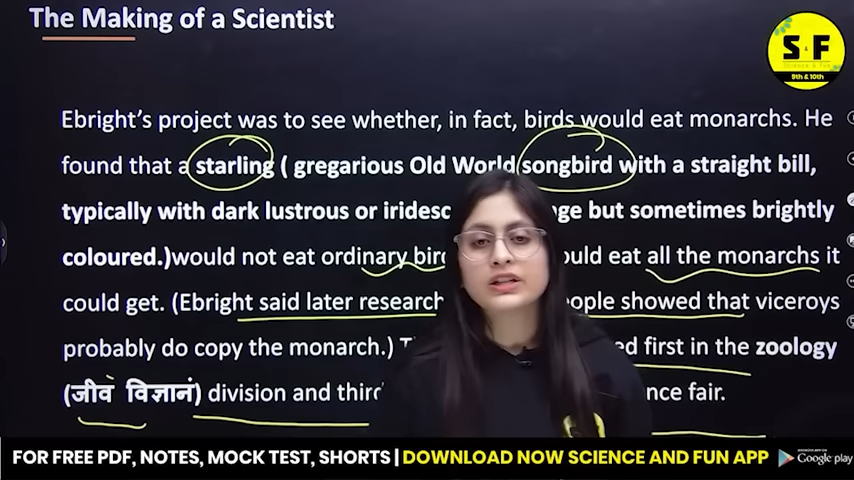 The Making of a Scientist
S & F
Science & Fun
9th & 10th
Ebright's project was to see whether, in fact, birds would eat monarchs. He
found that a starling ( gregarious Old World songbird with a straight bill,
typically with dark lustrous or iridesc ge but sometimes brightly
coloured.)would not eat ordinary bir ould eat all the monarchs it
could get. (Ebright said later research eople showed that viceroys
probably do copy the monarch.) T ed first in the zoology
(जीव विज्ञानं) division and third nce fair.
FOR FREE PDF, NOTES, MOCK TEST, SHORTS | DOWNLOAD NOW SCIENCE AND FUN APP
Google play